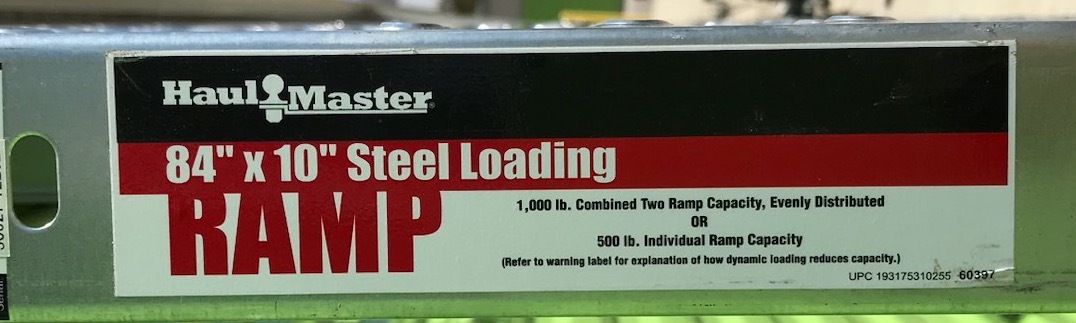 Haul Master
84" x 10" Steel Loading
RAMP
1,000 lb. Combined Two Ramp Capacity, Evenly Distributed
OR
500 lb. Individual Ramp Capacity
(Refer to warning label for explanation of how dynamic loading reduces capacity.)
UPC 193175310255 60397